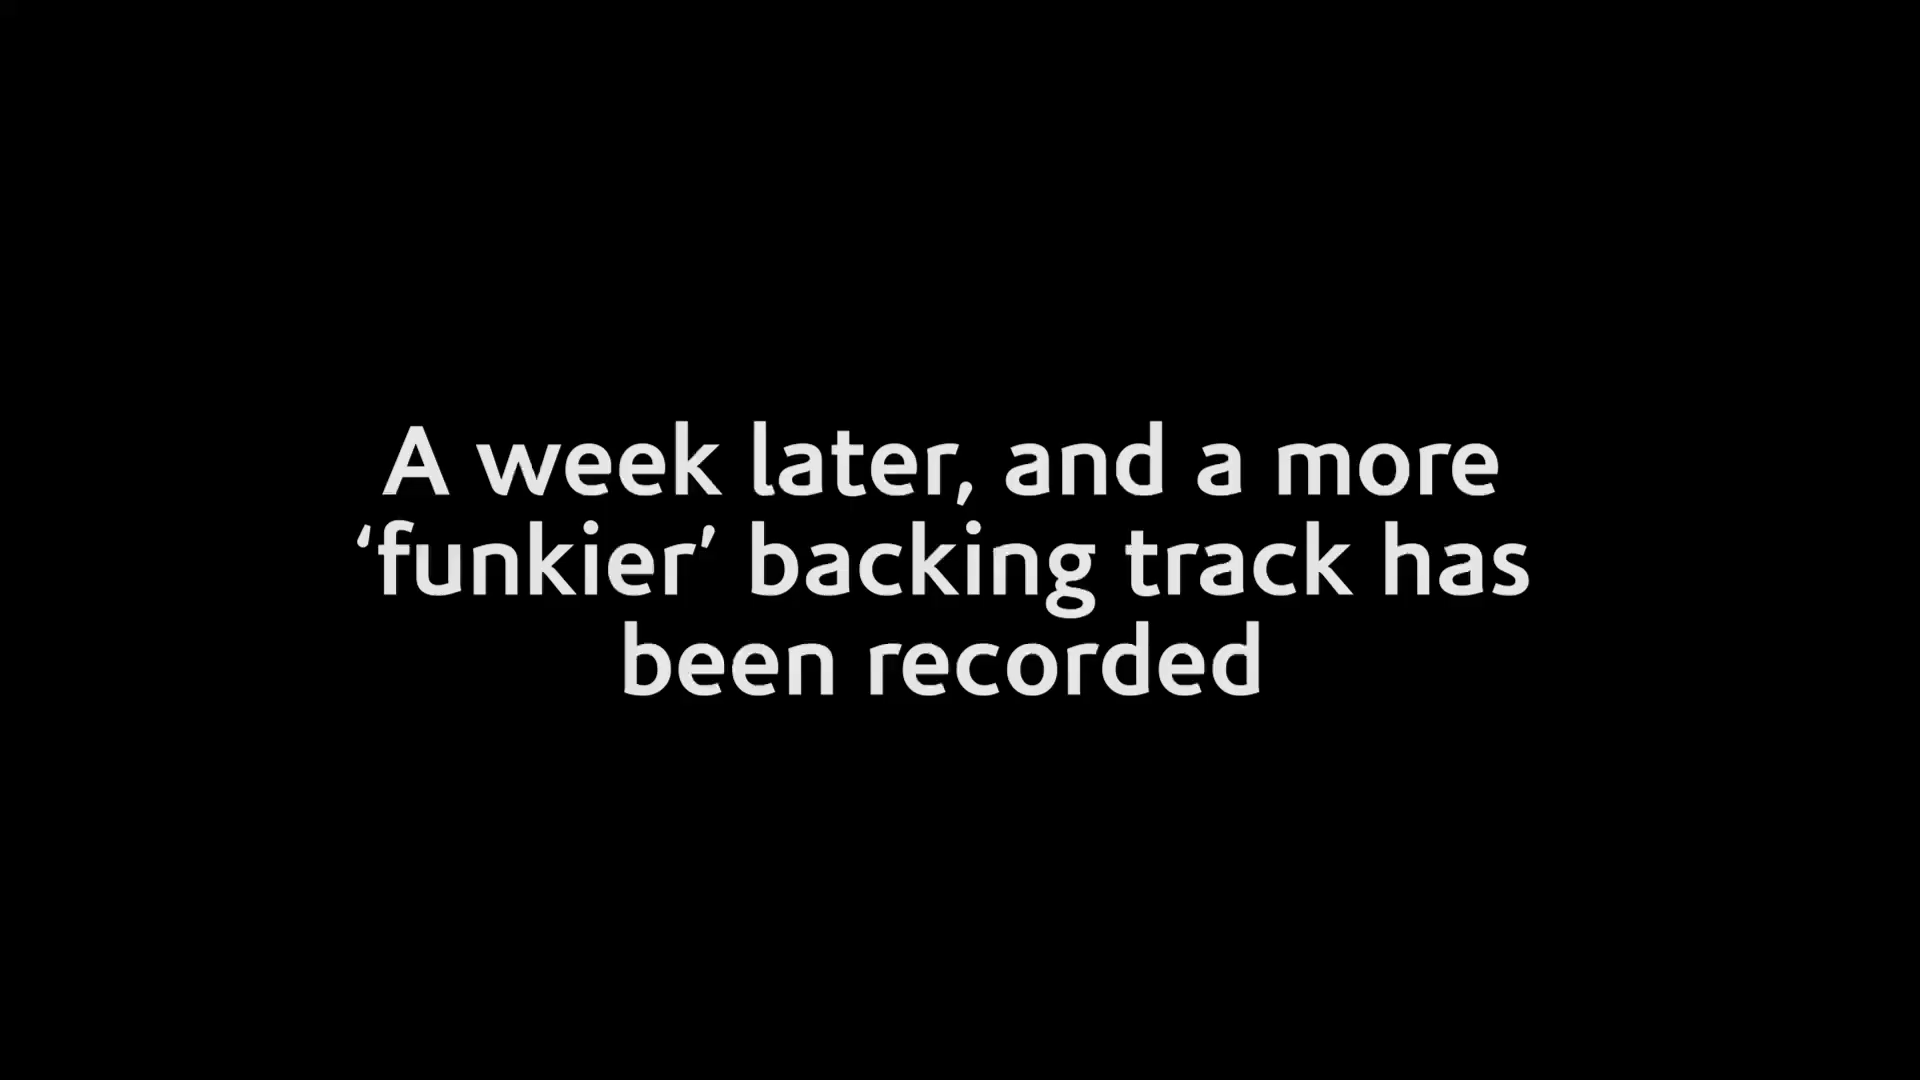 A week later, and a more
‘funkier’ backing track has
been recorded